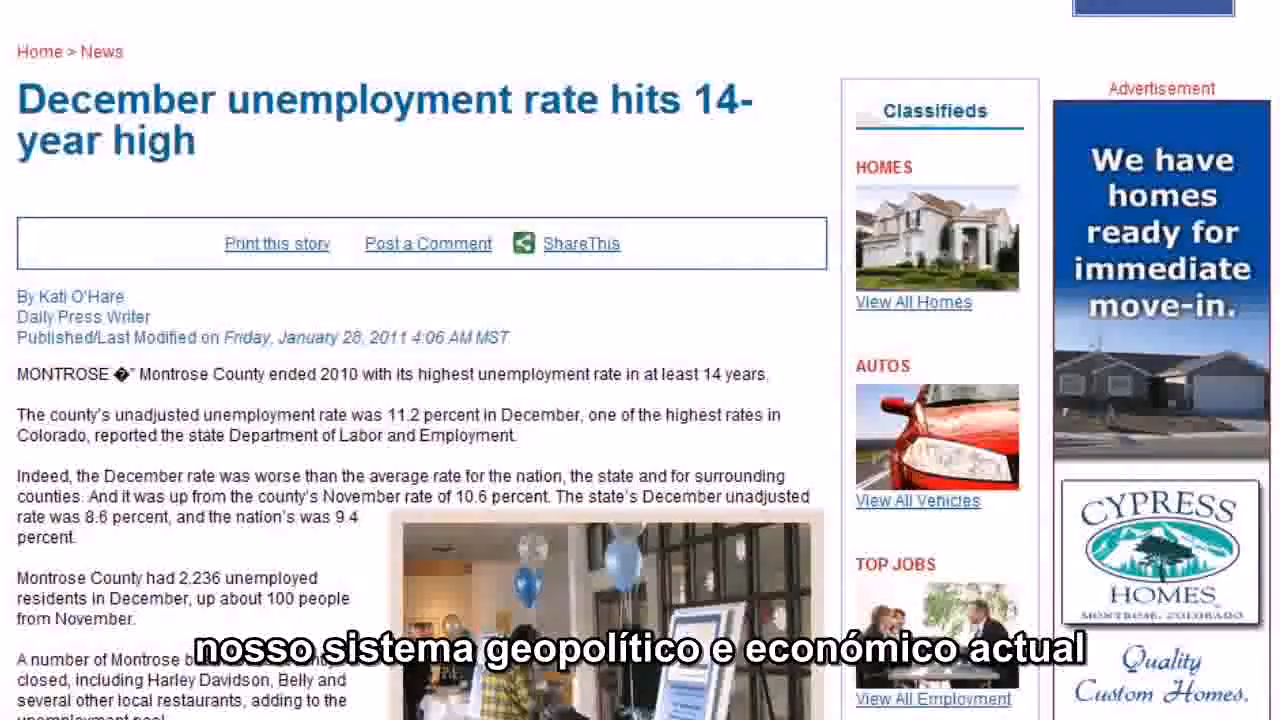 Home > News
December unemployment rate hits 14-
year high
Print this story
Post a Comment
ShareThis
By Kati O'Hare
Daily Press Writer
Published/Last Modified on Friday, January 28, 2011 4:06 AM MST
MONTROSE �" Montrose County ended 2010 with its highest unemployment rate in at least 14 years.
The county's unadjusted unemployment rate was 11.2 percent in December, one of the highest rates in
Colorado, reported the state Department of Labor and Employment.
Indeed, the December rate was worse than the average rate for the nation, the state and for surrounding
counties. And it was up from the county's November rate of 10.6 percent. The state's December unadjusted
rate was 8.6 percent, and the nation's was 9.4
percent.
Montrose County had 2,236 unemployed
residents in December, up about 100 people
from November.
A number of Montrose
closed, including Harley Davidson, Belly and
several other local restaurants, adding to the
unemployment pool
Classifieds
HOMES
View All Homes
AUTOS
View All Vehicles
TOP JOBS
View All Employment
Advertisement
We have
homes
ready for
immediate
move-in.
CYPRESS
HOMES
MONTROSE, COLORADO
Quality
Custom Homes.
nosso sistema geopolítico e económico actual